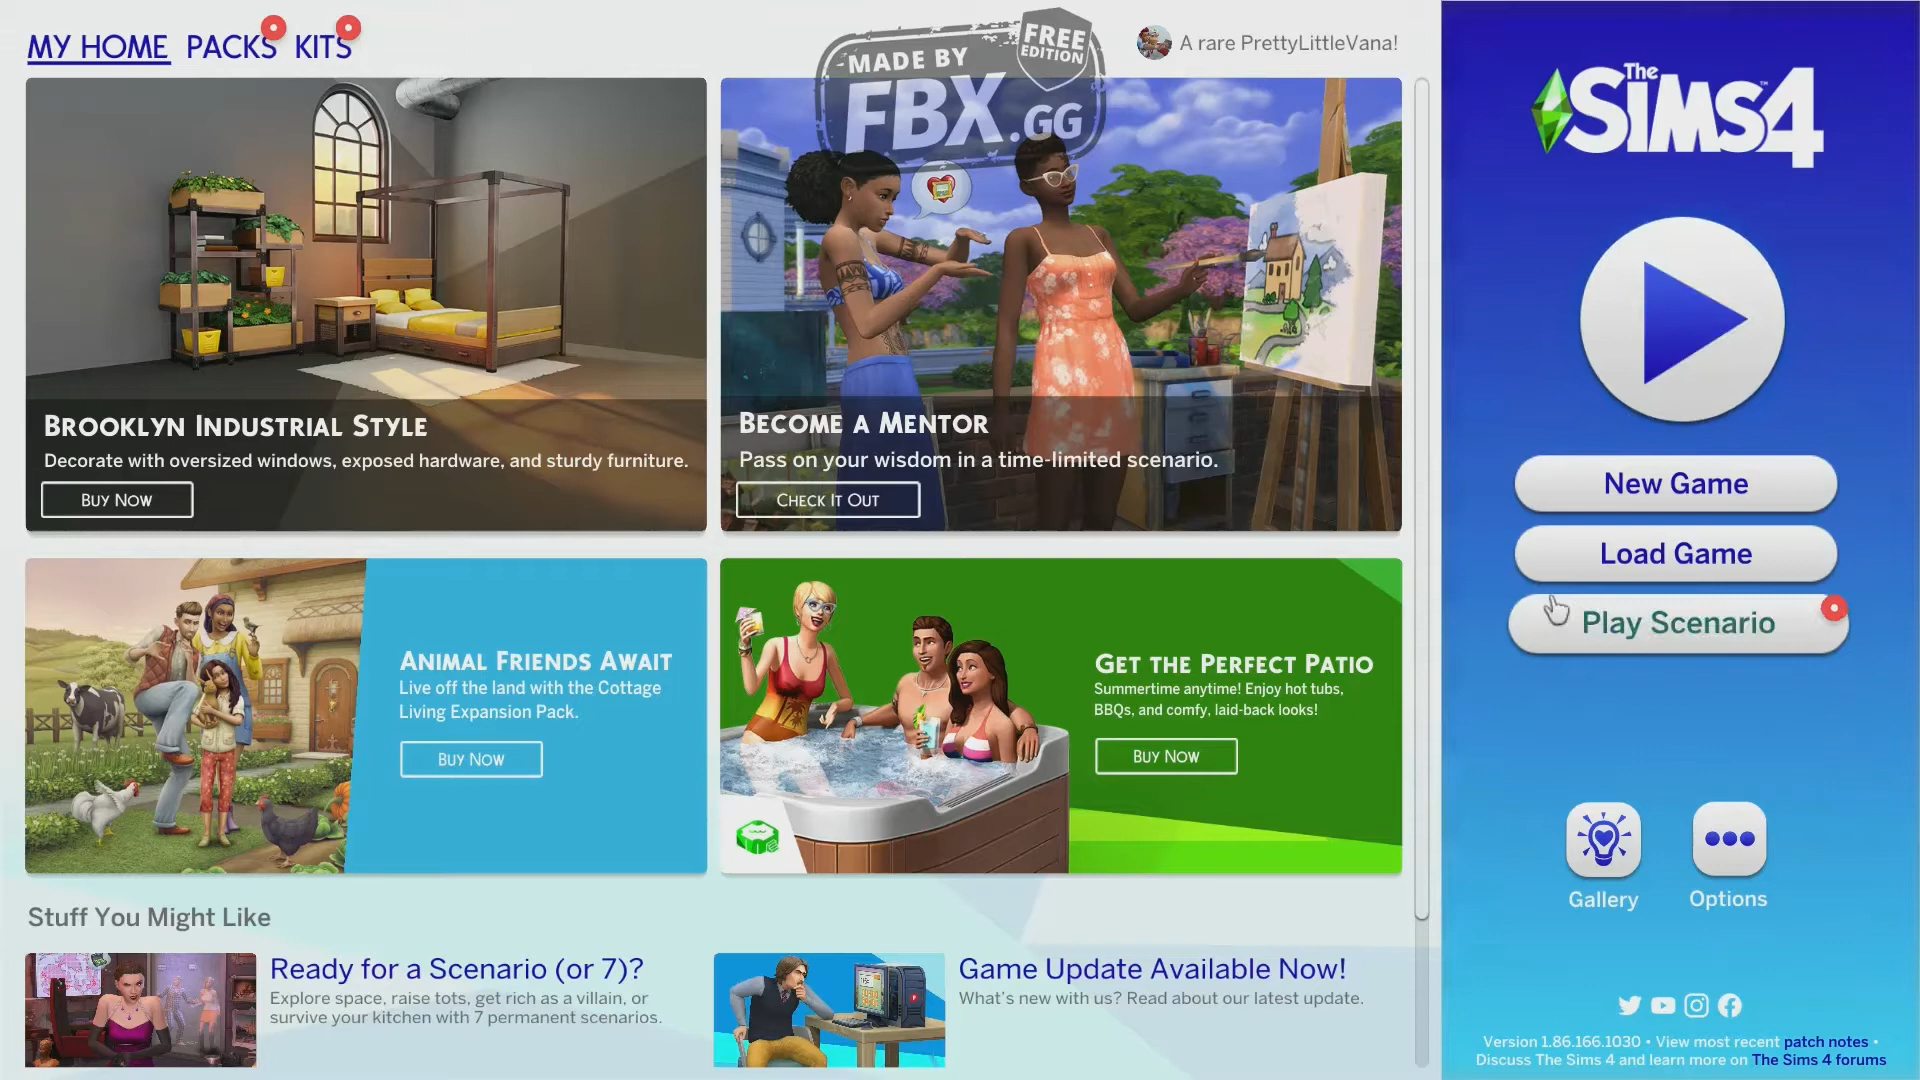 MY HOME PACKS KITS
MADE BY
FREE
EDITION
FBX.GG
A rare PrettyLittleVana!
BROOKLYN INDUSTRIAL STYLE
Decorate with oversized windows, exposed hardware, and sturdy furniture.
BUY NOW
BECOME A MENTOR
Pass on your wisdom in a time-limited scenario.
CHECK IT OUT
ANIMAL FRIENDS AWAIT
Live off the land with the Cottage
Living Expansion Pack.
BUY NOW
GET THE PERFECT PATIO
Summertime anytime! Enjoy hot tubs,
BBQs, and comfy, laid-back looks!
BUY NOW
Stuff You Might Like
Ready for a Scenario (or 7)?
Explore space, raise tots, get rich as a villain, or
survive your kitchen with 7 permanent scenarios.
Game Update Available Now!
What's new with us? Read about our latest update.
The Sims 4
New Game
Load Game
Play Scenario
Gallery
Options
Version 1.86.166.1030 • View most recent patch notes •
Discuss The Sims 4 and learn more on The Sims 4 forums